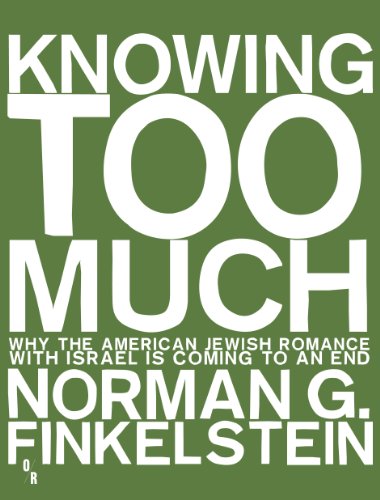 KNOWING
TOO
MUCH
WHY THE AMERICAN JEWISH ROMANCE
WITH ISRAEL IS COMING TO AN END
NORMAN G.
FINKELSTEIN
O/R